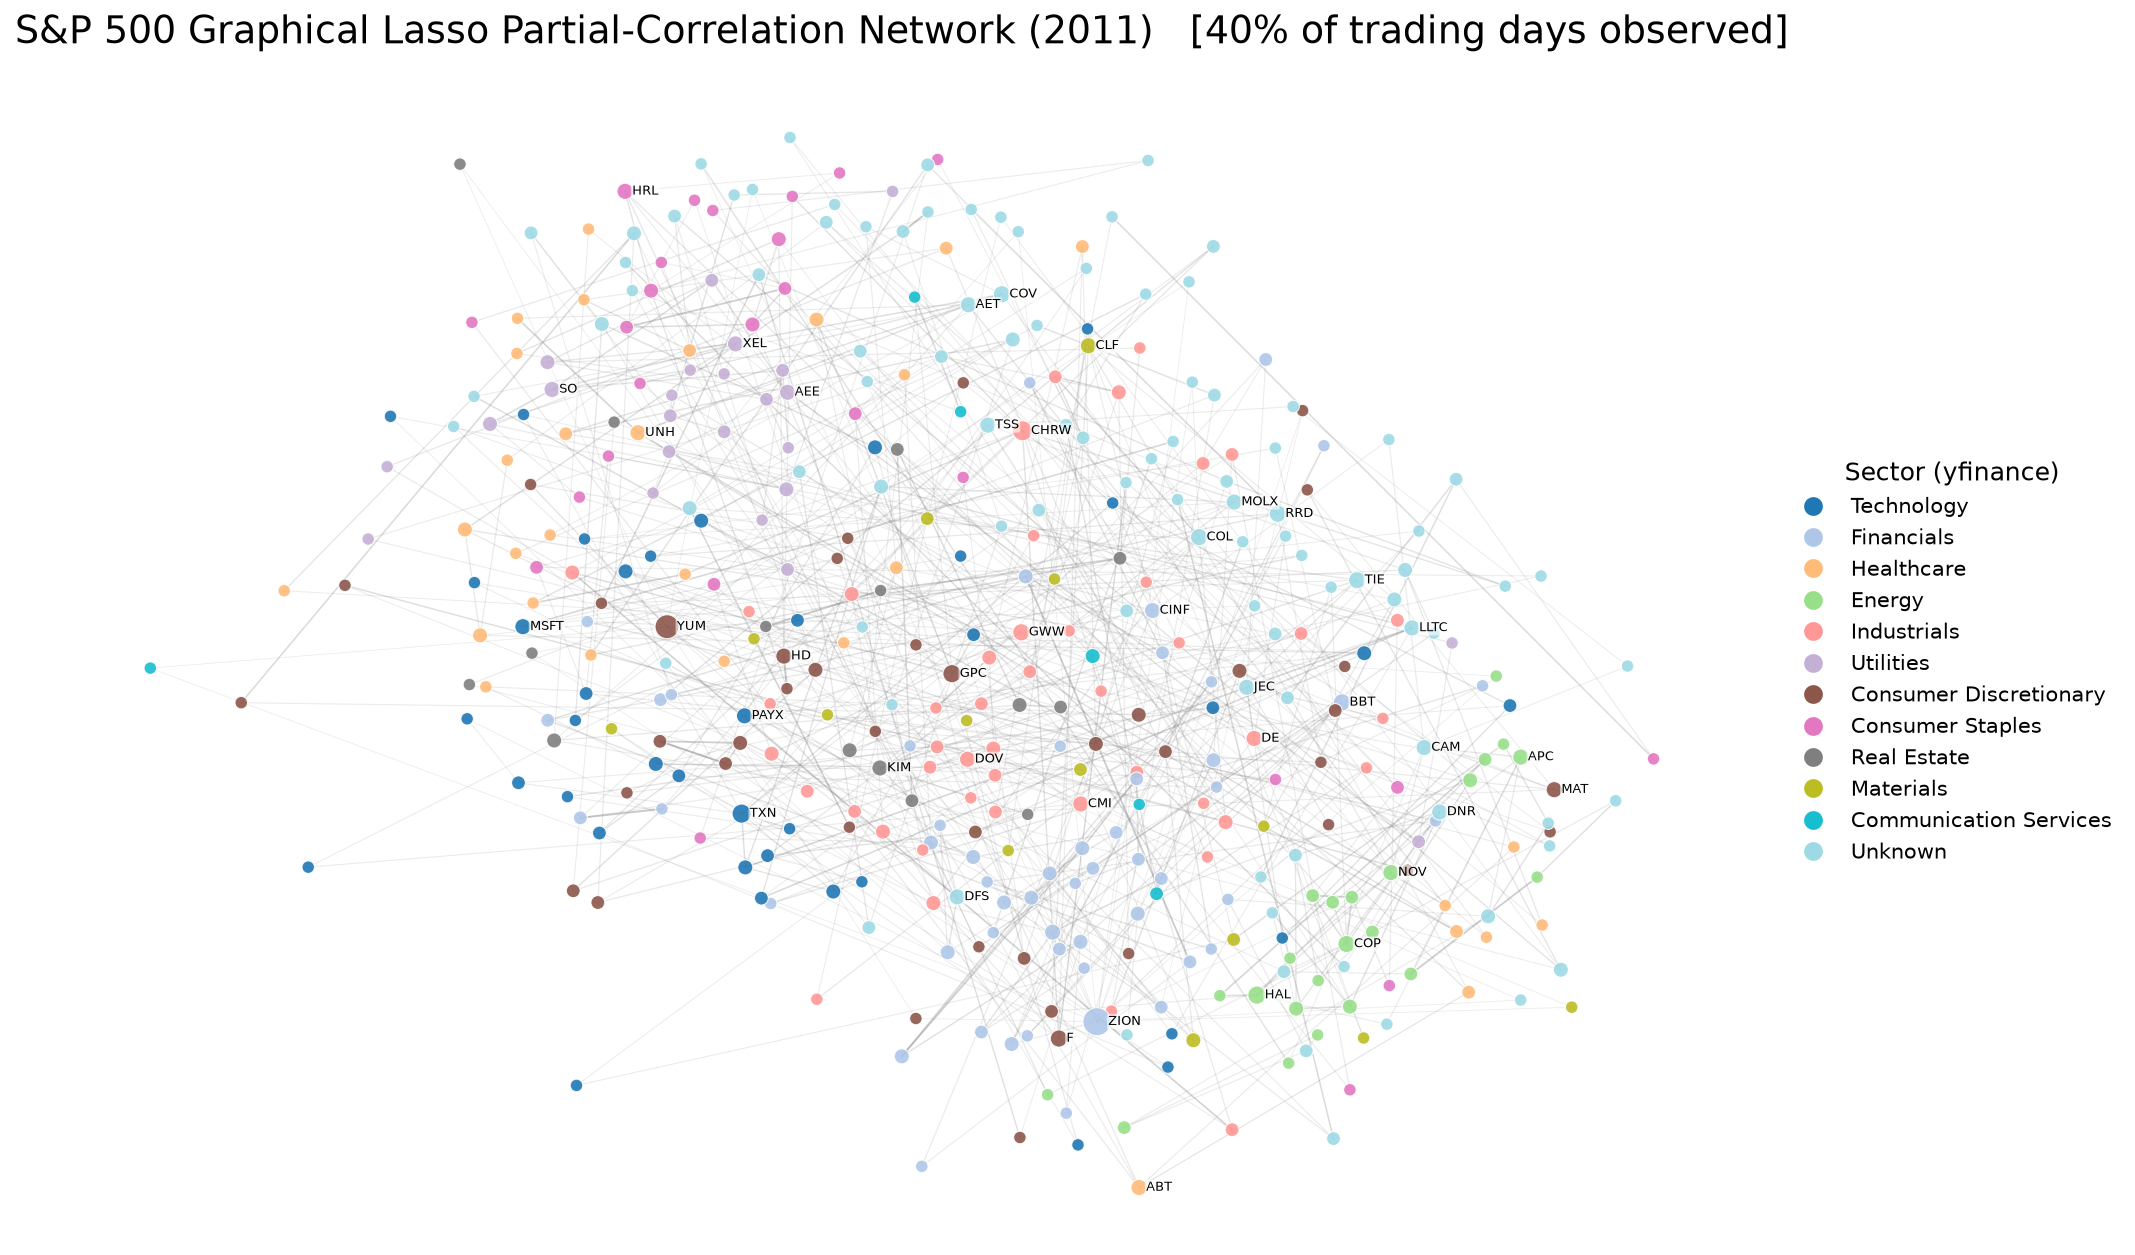 S&P 500 Graphical Lasso Partial-Correlation Network (2011)   [40% of trading days observed]
HRL
COV
AET
XEL
CLF
SO
AEE
TSS
CHRW
UNH
MOLX
RRD
COL
TIE
CINF
MSFT
YUM
GWW
LLTC
HD
GPC
JEC
BBT
PAYX
DE
CAM
APC
DOV
KIM
MAT
CMI
DNR
TXN
NOV
DFS
COP
HAL
ZION
F
ABT
Sector (yfinance)
Technology
Financials
Healthcare
Energy
Industrials
Utilities
Consumer Discretionary
Consumer Staples
Real Estate
Materials
Communication Services
Unknown